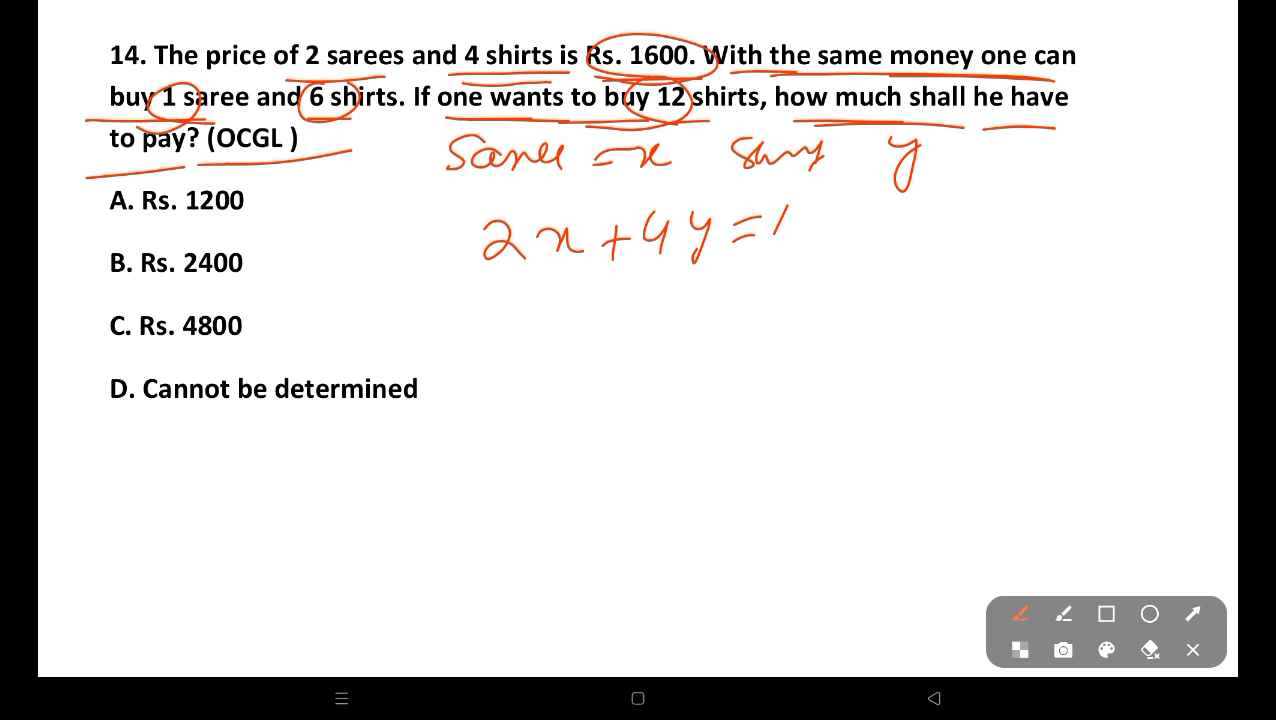 14. The price of 2 sarees and 4 shirts is Rs. 1600. With the same money one can
buy 1 saree and 6 shirts. If one wants to buy 12 shirts, how much shall he have
to pay? (OCGL )
Saree = x y
A. Rs. 1200
2x + 4y = 1
B. Rs. 2400
C. Rs. 4800
D. Cannot be determined